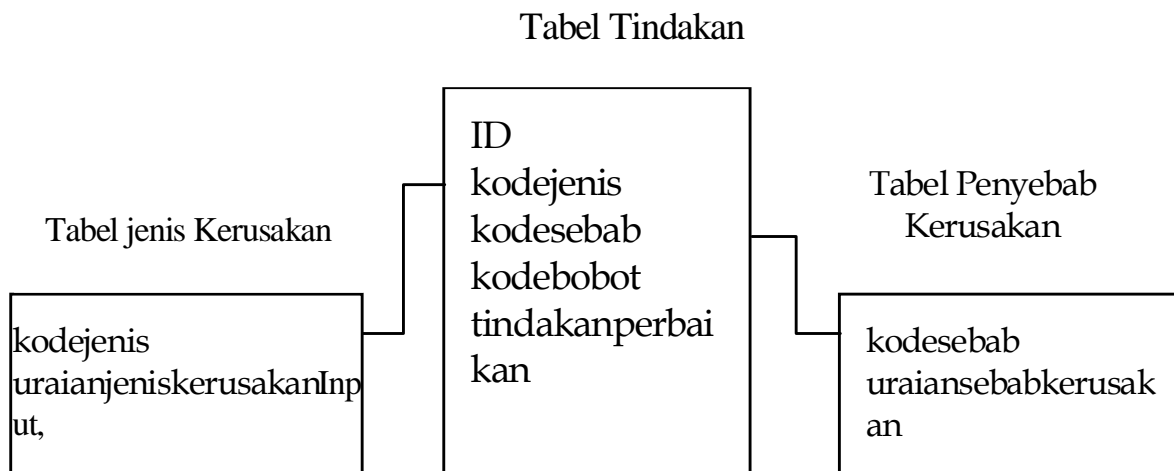 Tabel Tindakan
ID
kodejenis
kodesebab
kodebobot
tindakanperbai
kan
Tabel jenis Kerusakan
kodejenis
uraianjeniskerusakanInp
ut,
Tabel Penyebab
Kerusakan
kodesebab
uraiansebabkerusak
an